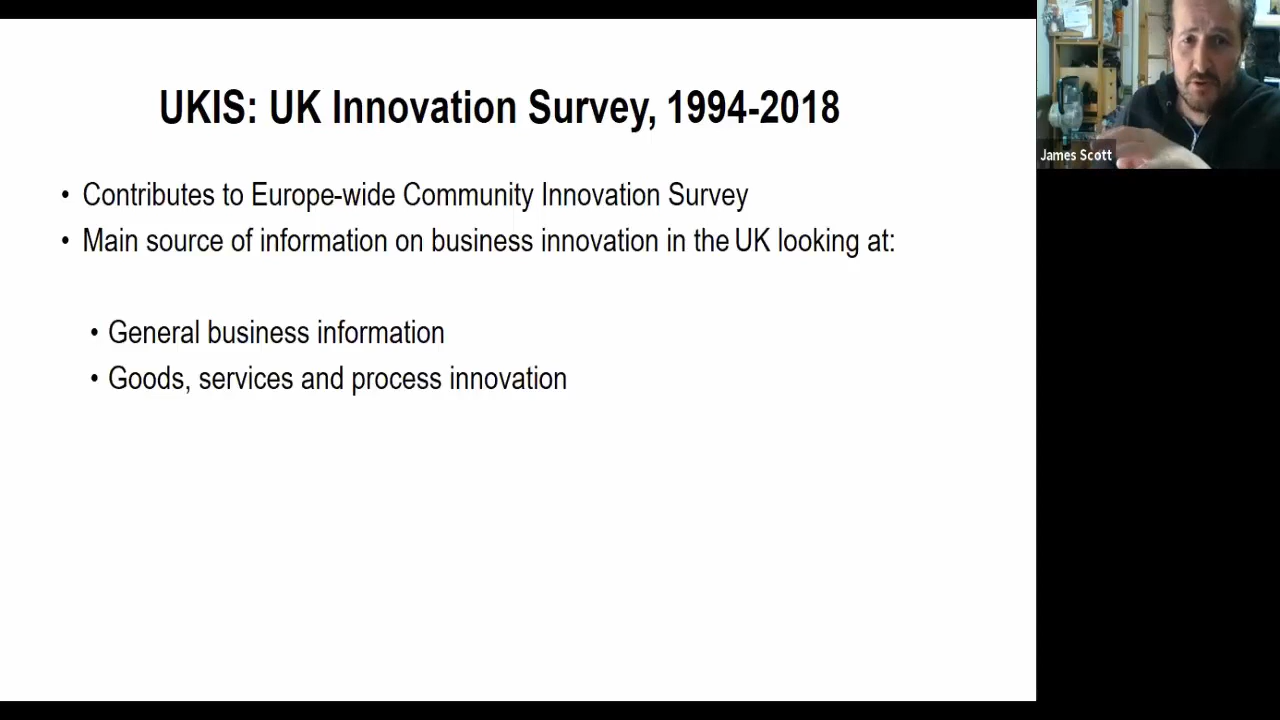 UKIS: UK Innovation Survey, 1994-2018
• Contributes to Europe-wide Community Innovation Survey
• Main source of information on business innovation in the UK looking at:
• General business information
• Goods, services and process innovation
James Scott